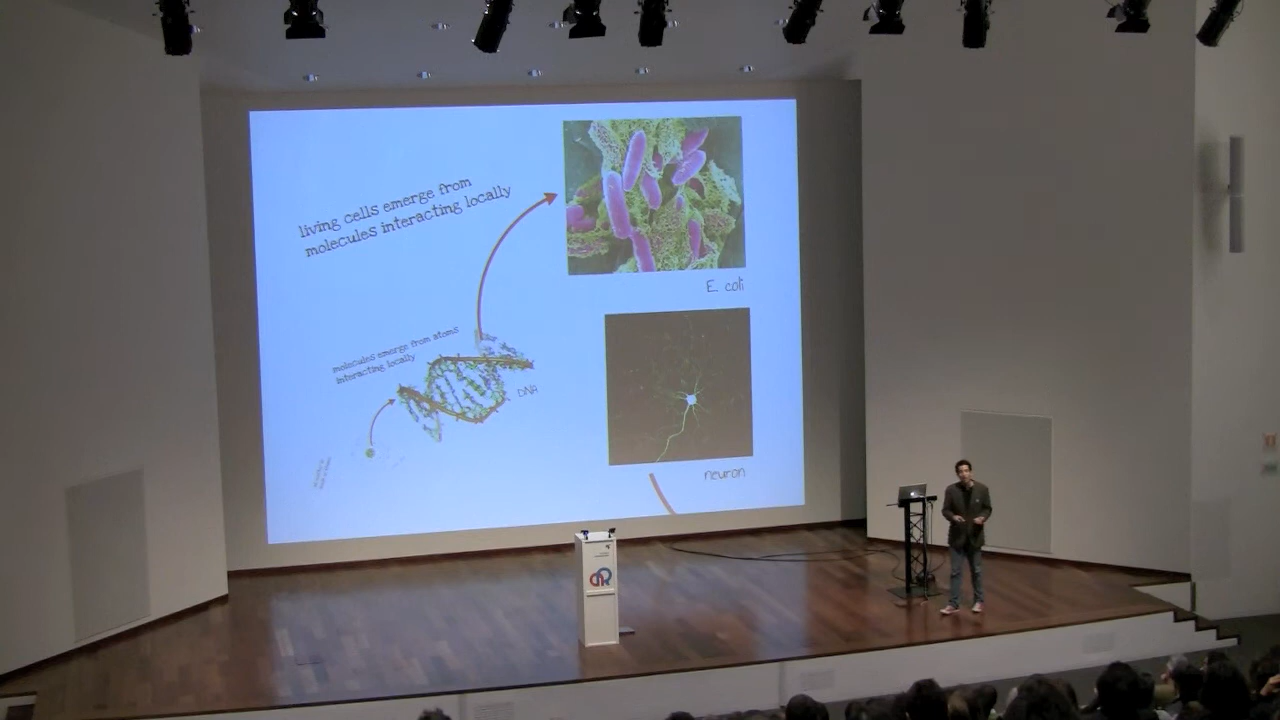 living cells emerge from
molecules interacting locally
E. coli
molecules emerge from atoms
interacting locally
DNA
neuron